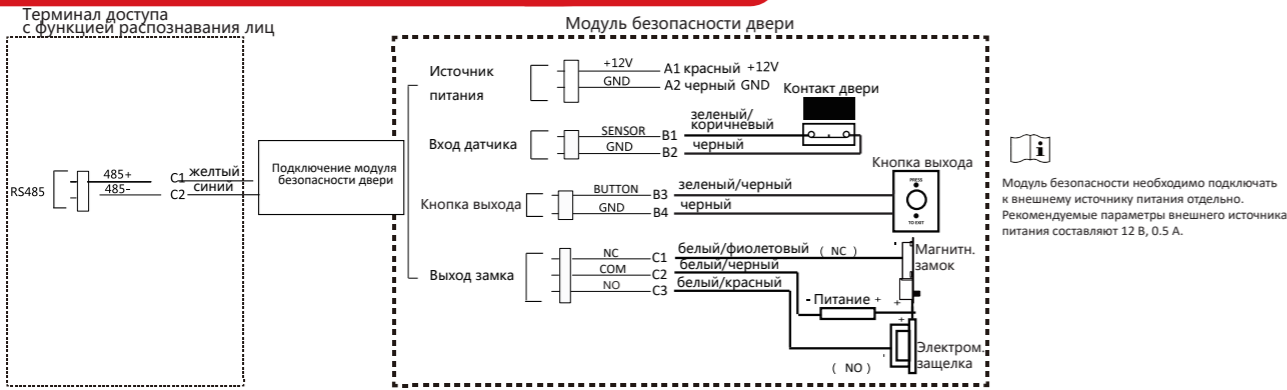 Терминал доступа
с функцией распознавания лиц
RS485
485+
485-
C1 желтый
C2 синий
Подключение модуля
безопасности двери
Модуль безопасности двери
Источник
питания
+12V
GND
A1 красный +12V
A2 черный GND
Вход датчика
SENSOR
GND
B1
B2
зеленый/
коричневый
черный
Контакт двери
Кнопка выхода
BUTTON
GND
B3
B4
зеленый/черный
черный
Кнопка выхода
PRESS
TO EXIT
Выход замка
NC
COM
NO
C1
C2
C3
белый/фиолетовый
белый/черный
белый/красный
( NC )
Магнитн.
замок
- Питание +
+
+
Электром.
защелка
( NO )
i
Модуль безопасности необходимо подключать
к внешнему источнику питания отдельно.
Рекомендуемые параметры внешнего источника
питания составляют 12 В, 0.5 А.